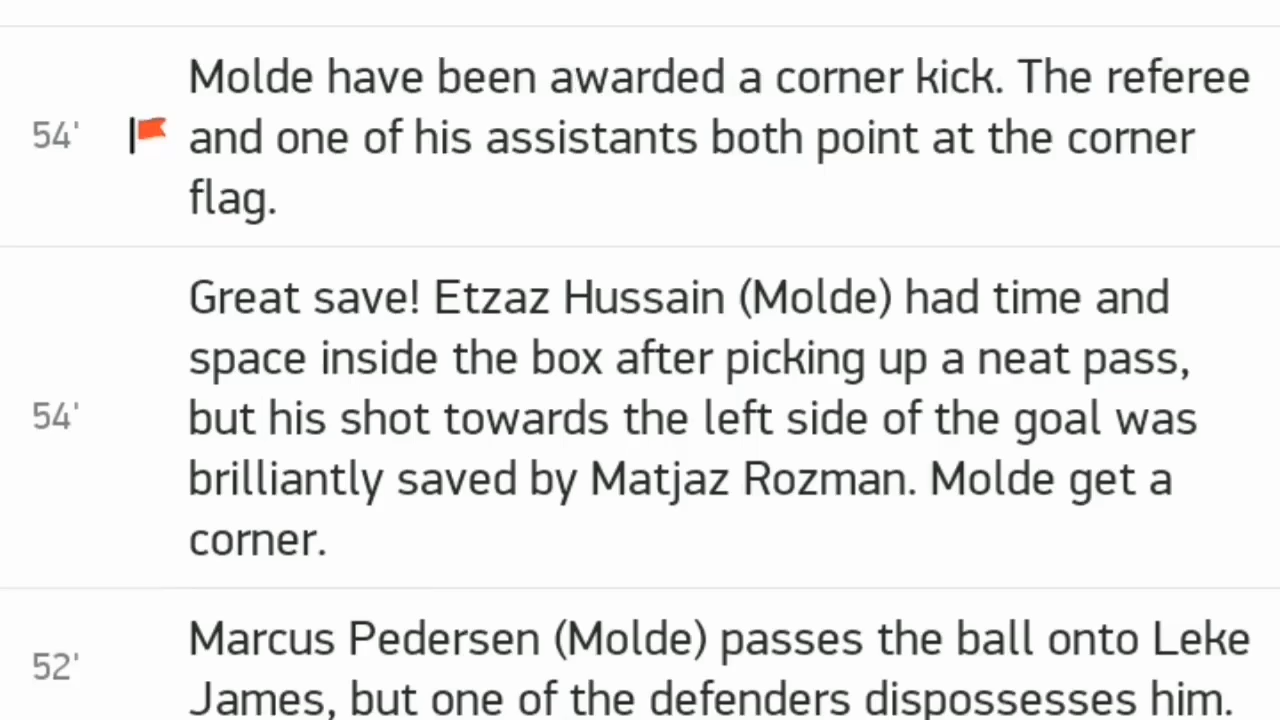 Molde have been awarded a corner kick. The referee
54' and one of his assistants both point at the corner
flag.
Great save! Etzaz Hussain (Molde) had time and
space inside the box after picking up a neat pass,
54' but his shot towards the left side of the goal was
brilliantly saved by Matjaz Rozman. Molde get a
corner.
Marcus Pedersen (Molde) passes the ball onto Leke
52'
James, but one of the defenders dispossesses him.